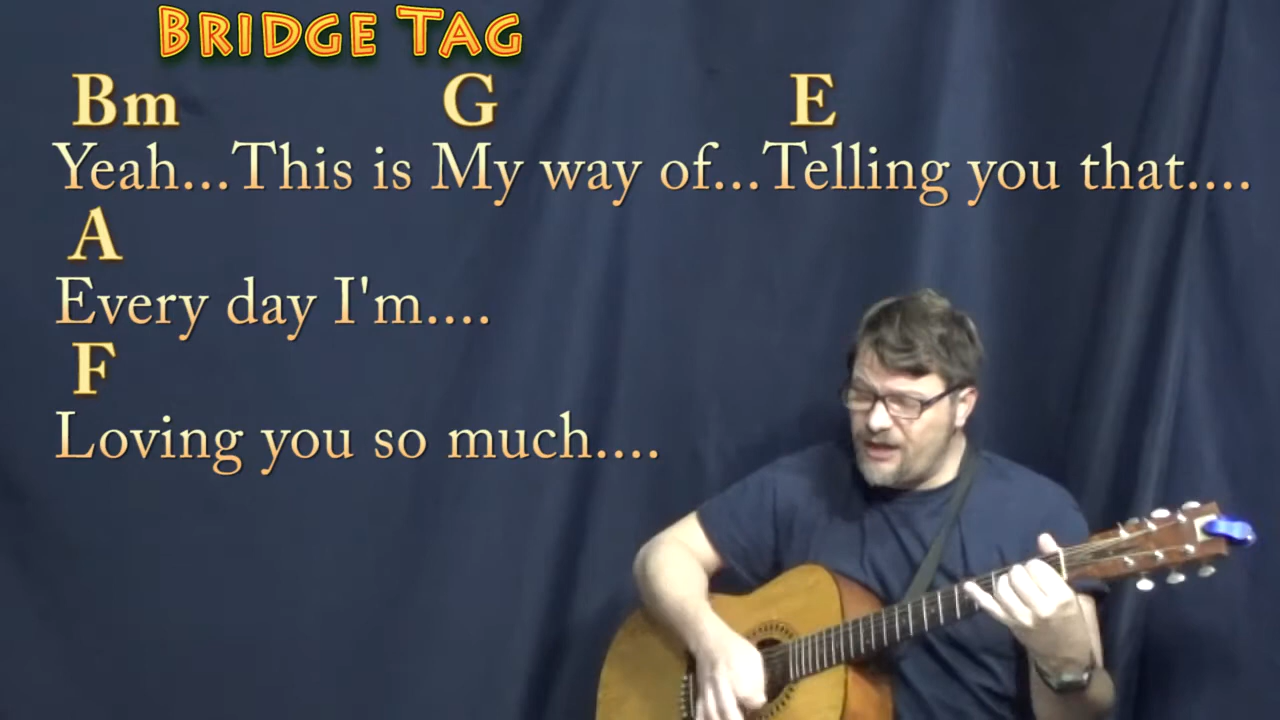 BRIDGE TAG
Bm G E
Yeah...This is My way of...Telling you that....
A
Every day I'm....
F
Loving you so much....